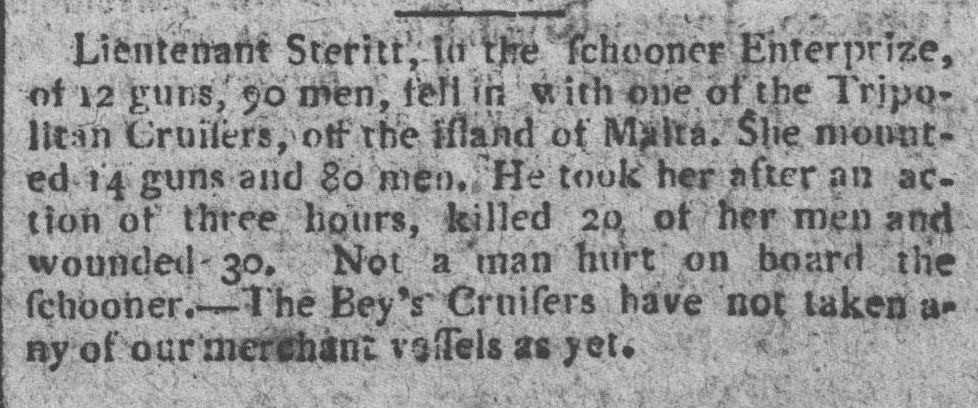 Lieutenant Steritt, in the ſchooner Enterprize,
of 12 guns, 90 men, fell in with one of the Tripo-
litan Cruiſers, off the iſland of Malta. She mount-
ed 14 guns and 80 men. He took her after an ac-
tion of three hours, killed 20 of her men and
wounded 30. Not a man hurt on board the
ſchooner.—The Bey's Cruiſers have not taken a-
ny of our merchant veſſels as yet.